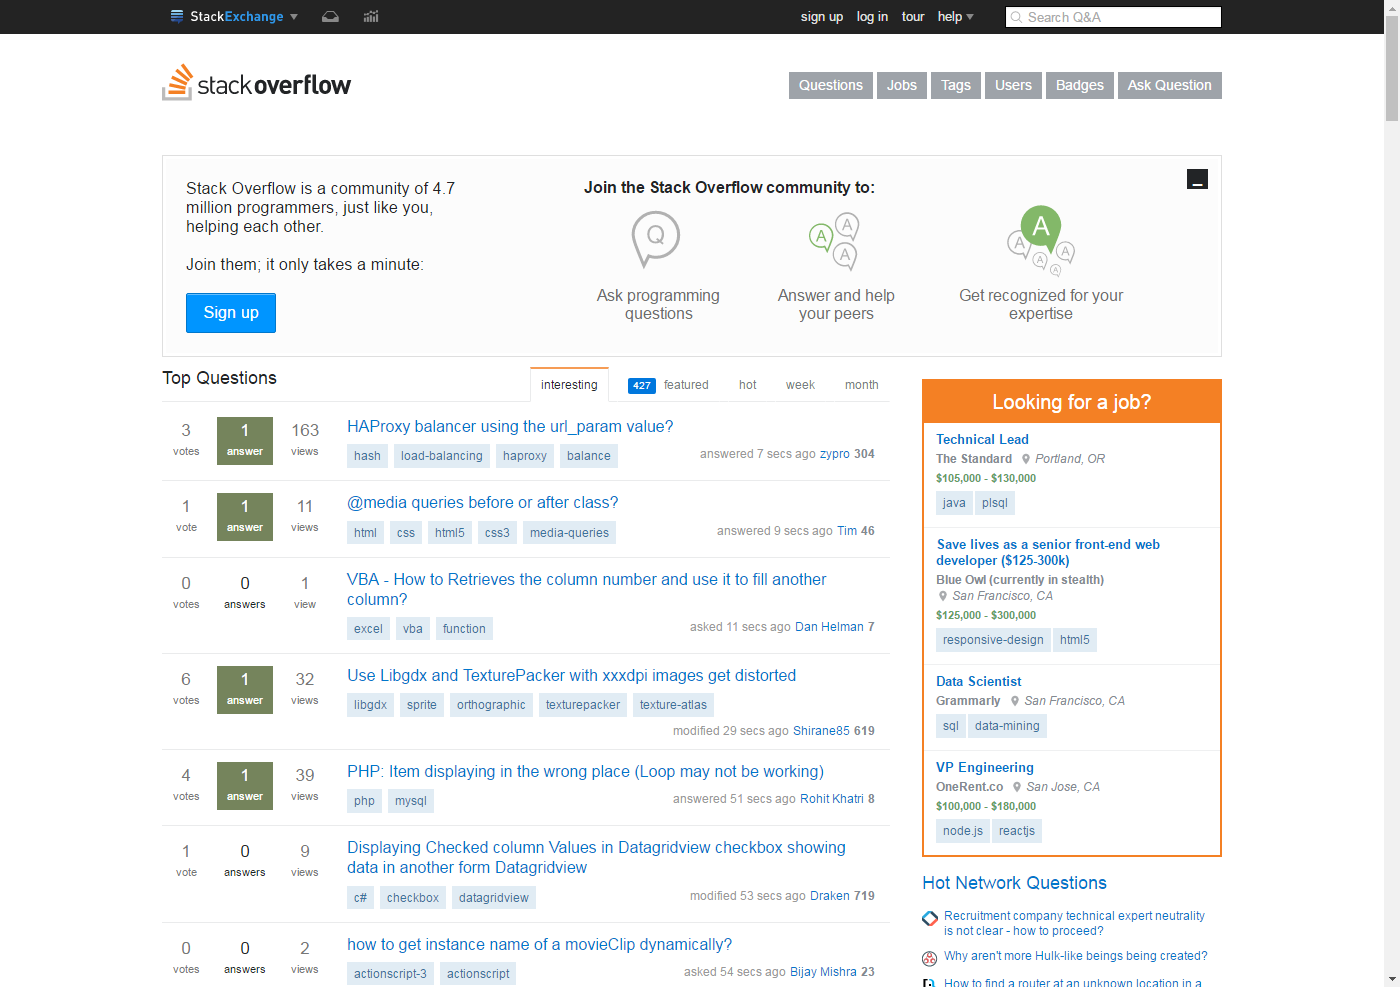 StackExchange
sign up log in tour help
Search Q&A
stackoverflow
Questions
Jobs
Tags
Users
Badges
Ask Question
Stack Overflow is a community of 4.7
million programmers, just like you,
helping each other.
Join them; it only takes a minute:
Sign up
Join the Stack Overflow community to:
Q
A
A
A
A
A
A
A
A
Ask programming
questions
Answer and help
your peers
Get recognized for your
expertise
Top Questions
interesting
427 featured
hot
week
month
3 votes
1 answer
163 views
HAProxy balancer using the url_param value?
hash load-balancing haproxy balance
answered 7 secs ago zypro 304
1 vote
1 answer
11 views
@media queries before or after class?
html css html5 css3 media-queries
answered 9 secs ago Tim 46
0 votes
0 answers
1 view
VBA - How to Retrieves the column number and use it to fill another
column?
excel vba function
asked 11 secs ago Dan Helman 7
6 votes
1 answer
32 views
Use Libgdx and TexturePacker with xxxdpi images get distorted
libgdx sprite orthographic texturepacker texture-atlas
modified 29 secs ago Shirane85 619
4 votes
1 answer
39 views
PHP: Item displaying in the wrong place (Loop may not be working)
php mysql
answered 51 secs ago Rohit Khatri 8
1 vote
0 answers
9 views
Displaying Checked column Values in Datagridview checkbox showing
data in another form Datagridview
c# checkbox datagridview
modified 53 secs ago Draken 719
0 votes
0 answers
2 views
how to get instance name of a movieClip dynamically?
actionscript-3 actionscript
asked 54 secs ago Bijay Mishra 23
Looking for a job?
Technical Lead
The Standard Portland, OR
$105,000 - $130,000
java plsql
Save lives as a senior front-end web
developer ($125-300k)
Blue Owl (currently in stealth)
San Francisco, CA
$125,000 - $300,000
responsive-design html5
Data Scientist
Grammarly San Francisco, CA
sql data-mining
VP Engineering
OneRent.co San Jose, CA
$100,000 - $180,000
node.js reactjs
Hot Network Questions
Recruitment company technical expert neutrality
is not clear - how to proceed?
Why aren't more Hulk-like beings being created?
How to find a router at an unknown location in a